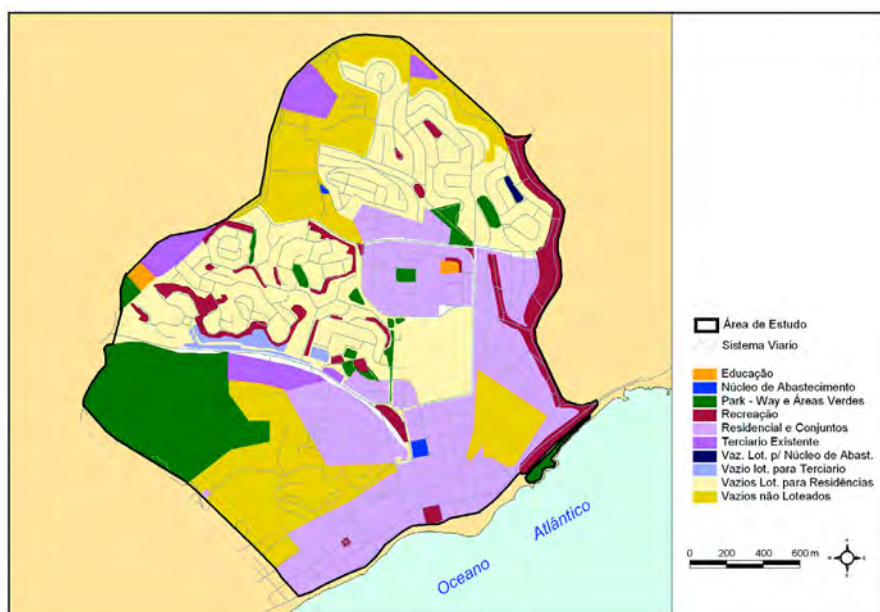 Área de Estudo
Sistema Viario
Educação
Núcleo de Abastecimento
Park - Way e Áreas Verdes
Recreação
Residencial e Conjuntos
Terciario Existente
Vaz. Lot. p/ Núcleo de Abast.
Vazio lot. para Terciario
Vazios Lot. para Residências
Vazios não Loteados
Oceano Atlântico
0 200 400 600 m